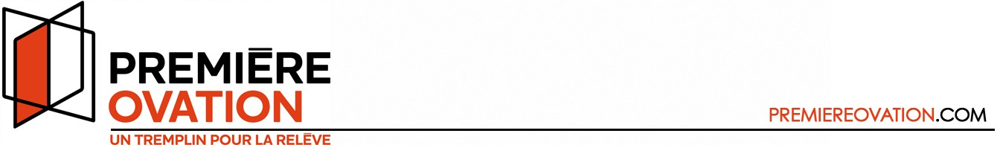 PREMIĒRE
OVATION
PREMIEREOVATION.COM
UN TREMPLIN POUR LA RELĒVE